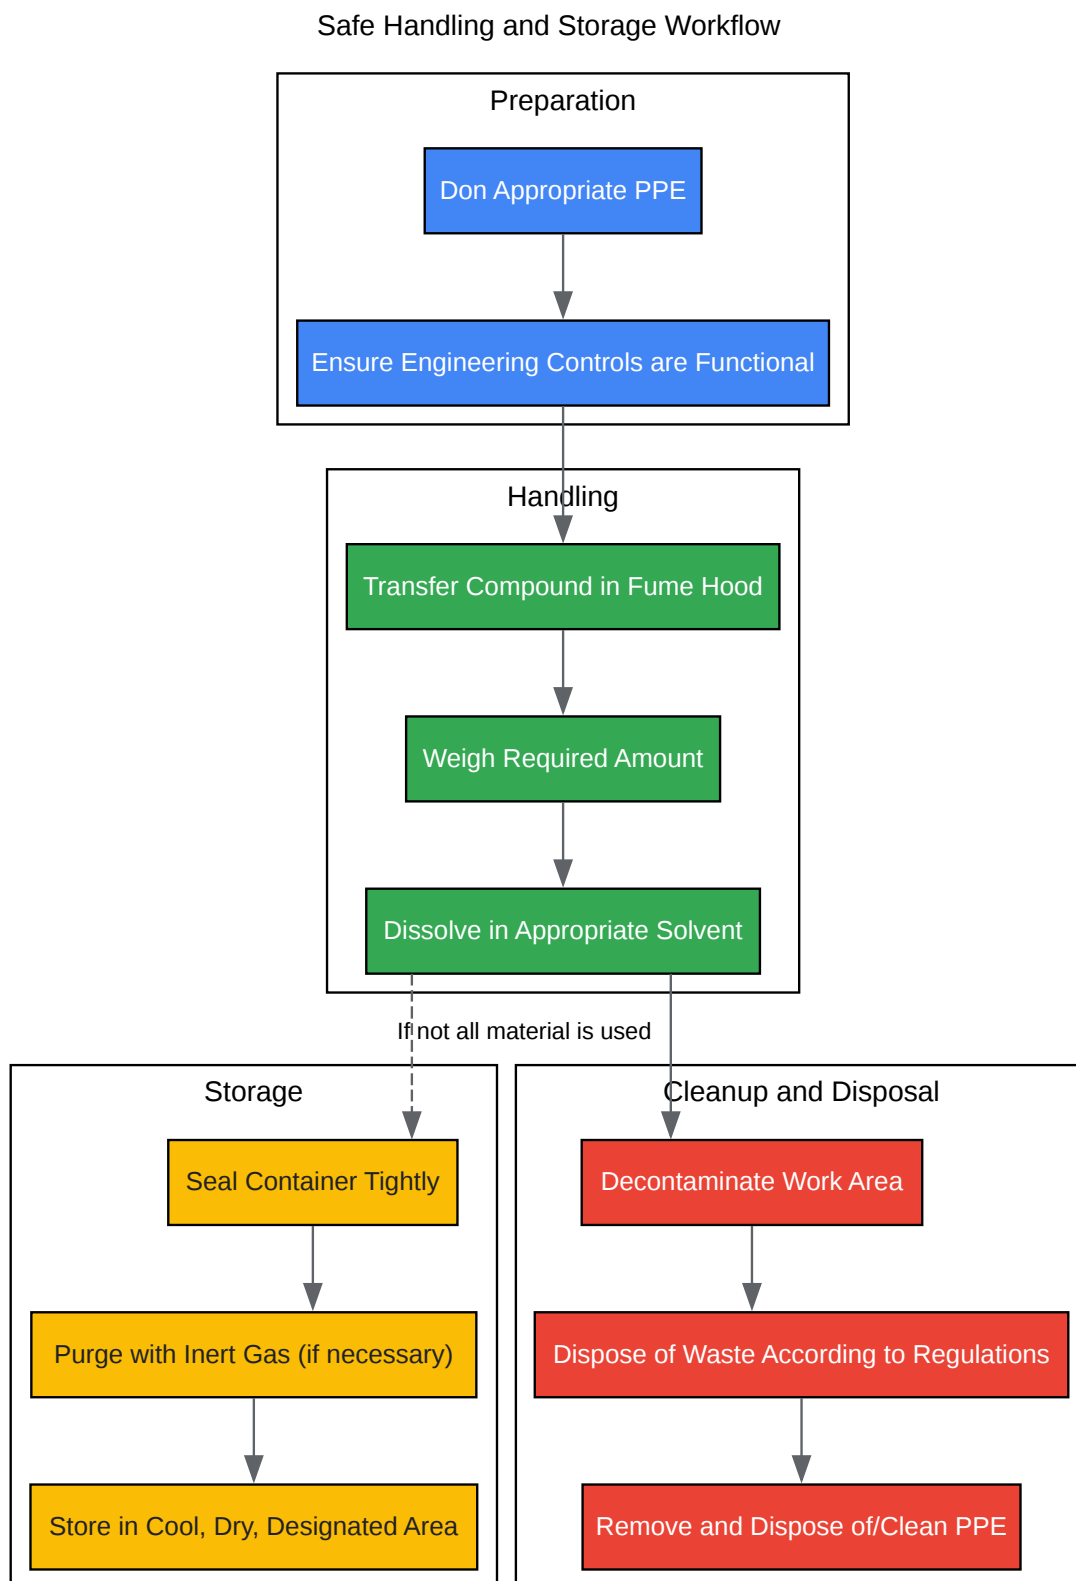 Safe Handling and Storage Workflow
Preparation
Don Appropriate PPE
Ensure Engineering Controls are Functional
Handling
Transfer Compound in Fume Hood
Weigh Required Amount
Dissolve in Appropriate Solvent
If not all material is used
Storage
Seal Container Tightly
Purge with Inert Gas (if necessary)
Store in Cool, Dry, Designated Area
Cleanup and Disposal
Decontaminate Work Area
Dispose of Waste According to Regulations
Remove and Dispose of/Clean PPE